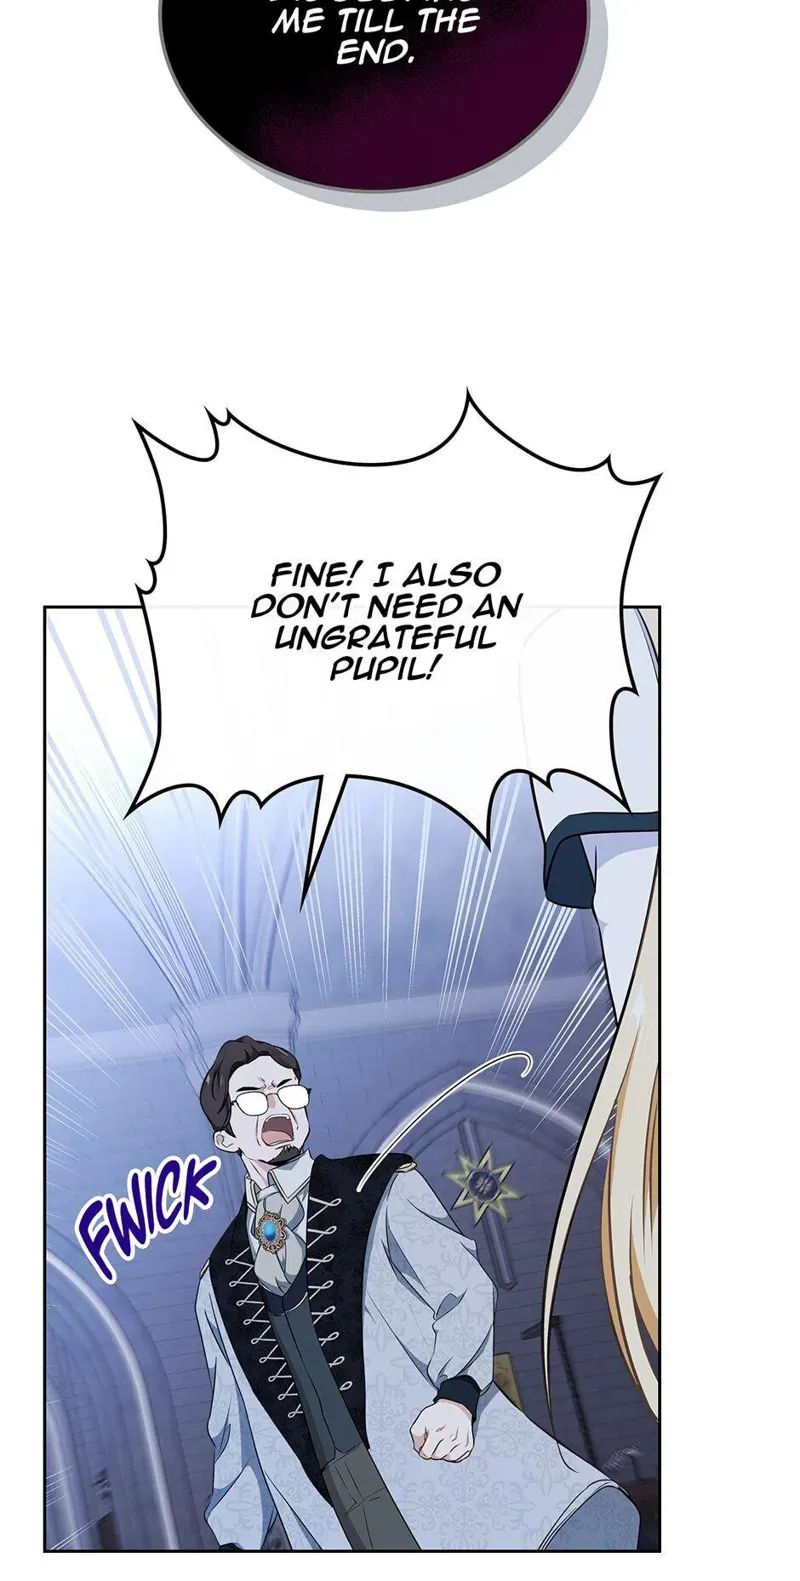 ME TILL THE
END.
FINE! I ALSO
DON'T NEED AN
UNGRATEFUL
PUPIL!
FWICK